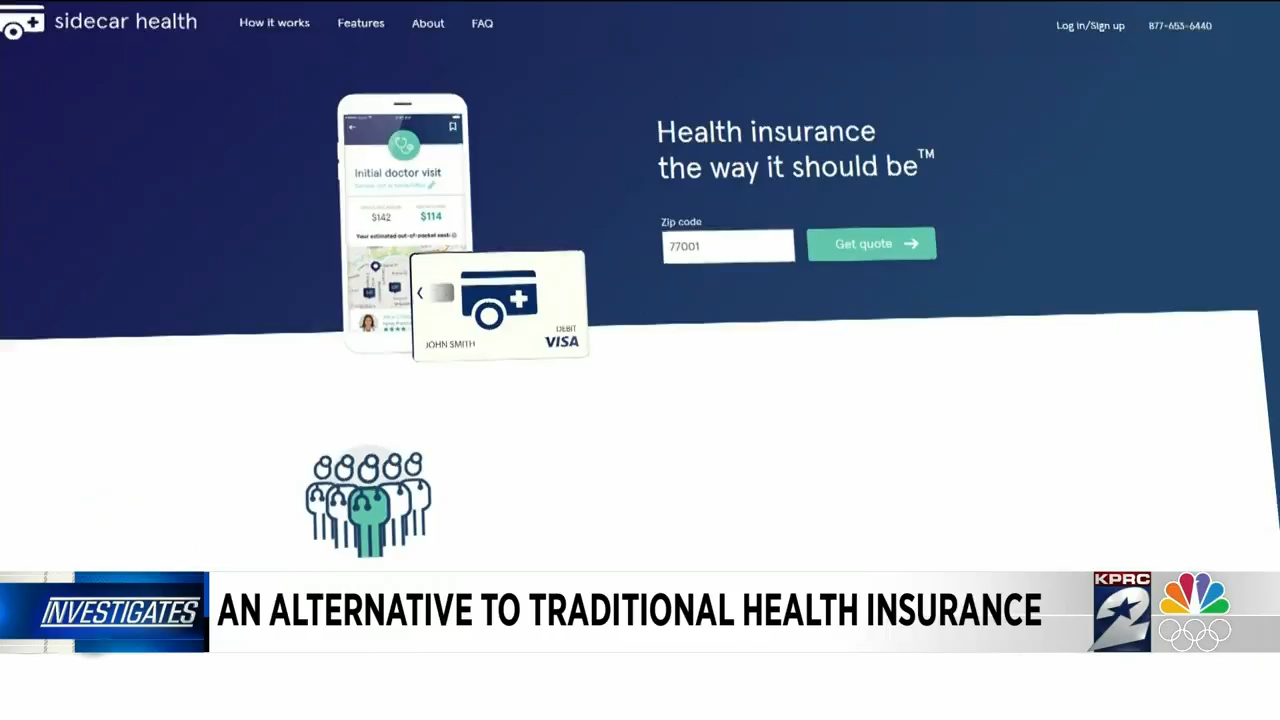 sidecar health
How it works
Features
About
FAQ
Log in/Sign up
877-653-6440
Health insurance
the way it should be™
Zip code
77001
Get quote
Initial doctor visit
$142
$114
Your estimated out-of-pocket cost:
JOHN SMITH
DEBIT
VISA
INVESTIGATES
AN ALTERNATIVE TO TRADITIONAL HEALTH INSURANCE
KPRC
2